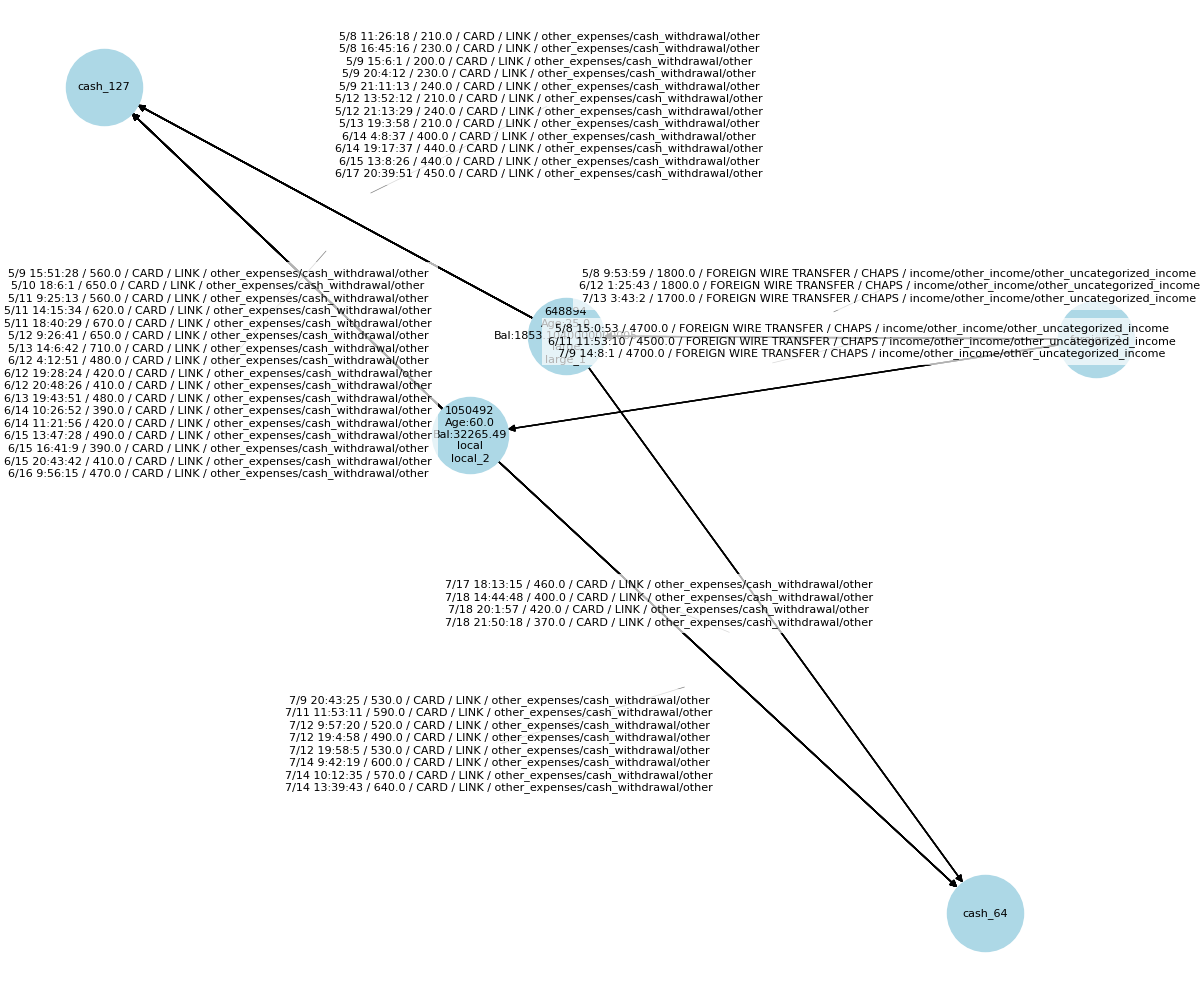 5/8 11:26:18 / 210.0 / CARD / LINK / other_expenses/cash_withdrawal/other
5/8 16:45:16 / 230.0 / CARD / LINK / other_expenses/cash_withdrawal/other
5/9 15:6:1 / 200.0 / CARD / LINK / other_expenses/cash_withdrawal/other
5/9 20:4:12 / 230.0 / CARD / LINK / other_expenses/cash_withdrawal/other
5/9 21:11:13 / 240.0 / CARD / LINK / other_expenses/cash_withdrawal/other
5/12 13:52:12 / 210.0 / CARD / LINK / other_expenses/cash_withdrawal/other
5/12 21:13:29 / 240.0 / CARD / LINK / other_expenses/cash_withdrawal/other
5/13 19:3:58 / 210.0 / CARD / LINK / other_expenses/cash_withdrawal/other
6/14 4:8:37 / 400.0 / CARD / LINK / other_expenses/cash_withdrawal/other
6/14 19:17:37 / 440.0 / CARD / LINK / other_expenses/cash_withdrawal/other
6/15 13:8:26 / 440.0 / CARD / LINK / other_expenses/cash_withdrawal/other
6/17 20:39:51 / 450.0 / CARD / LINK / other_expenses/cash_withdrawal/other
cash_127
5/9 15:51:28 / 560.0 / CARD / LINK / other_expenses/cash_withdrawal/other
5/10 18:6:1 / 650.0 / CARD / LINK / other_expenses/cash_withdrawal/other
5/11 9:25:13 / 560.0 / CARD / LINK / other_expenses/cash_withdrawal/other
5/11 14:15:34 / 620.0 / CARD / LINK / other_expenses/cash_withdrawal/other
5/11 18:40:29 / 670.0 / CARD / LINK / other_expenses/cash_withdrawal/other
5/12 9:26:41 / 650.0 / CARD / LINK / other_expenses/cash_withdrawal/other
5/13 14:6:42 / 710.0 / CARD / LINK / other_expenses/cash_withdrawal/other
6/12 4:12:51 / 480.0 / CARD / LINK / other_expenses/cash_withdrawal/other
6/12 19:28:24 / 420.0 / CARD / LINK / other_expenses/cash_withdrawal/other
6/12 20:48:26 / 410.0 / CARD / LINK / other_expenses/cash_withdrawal/other
6/13 19:43:51 / 480.0 / CARD / LINK / other_expenses/cash_withdrawal/other
6/14 10:26:52 / 390.0 / CARD / LINK / other_expenses/cash_withdrawal/other
6/14 11:21:56 / 420.0 / CARD / LINK / other_expenses/cash_withdrawal/other
6/15 13:47:28 / 490.0 / CARD / LINK / other_expenses/cash_withdrawal/other
6/15 16:41:9 / 390.0 / CARD / LINK / other_expenses/cash_withdrawal/other
6/15 20:43:42 / 410.0 / CARD / LINK / other_expenses/cash_withdrawal/other
6/16 9:56:15 / 470.0 / CARD / LINK / other_expenses/cash_withdrawal/other
5/8 9:53:59 / 1800.0 / FOREIGN WIRE TRANSFER / CHAPS / income/other_income/other_uncategorized_income
6/12 1:25:43 / 1800.0 / FOREIGN WIRE TRANSFER / CHAPS / income/other_income/other_uncategorized_income
7/13 3:43:2 / 1700.0 / FOREIGN WIRE TRANSFER / CHAPS / income/other_income/other_uncategorized_income
648894
5/8 15:0:53 / 4700.0 / FOREIGN WIRE TRANSFER / CHAPS / income/other_income/other_uncategorized_income
6/11 11:53:20 / 4500.0 / FOREIGN WIRE TRANSFER / CHAPS / income/other_income/other_uncategorized_income
7/9 14:8:1 / 4700.0 / FOREIGN WIRE TRANSFER / CHAPS / income/other_income/other_uncategorized_income
1050492
Age:60.0
Bal:32265.49
local
local_2
7/17 18:13:15 / 460.0 / CARD / LINK / other_expenses/cash_withdrawal/other
7/18 14:44:48 / 400.0 / CARD / LINK / other_expenses/cash_withdrawal/other
7/18 20:1:57 / 420.0 / CARD / LINK / other_expenses/cash_withdrawal/other
7/18 21:50:18 / 370.0 / CARD / LINK / other_expenses/cash_withdrawal/other
7/9 20:43:25 / 530.0 / CARD / LINK / other_expenses/cash_withdrawal/other
7/11 11:53:11 / 590.0 / CARD / LINK / other_expenses/cash_withdrawal/other
7/12 9:57:20 / 520.0 / CARD / LINK / other_expenses/cash_withdrawal/other
7/12 19:4:58 / 490.0 / CARD / LINK / other_expenses/cash_withdrawal/other
7/12 19:58:5 / 530.0 / CARD / LINK / other_expenses/cash_withdrawal/other
7/14 9:42:19 / 600.0 / CARD / LINK / other_expenses/cash_withdrawal/other
7/14 10:12:35 / 570.0 / CARD / LINK / other_expenses/cash_withdrawal/other
7/14 13:39:43 / 640.0 / CARD / LINK / other_expenses/cash_withdrawal/other
cash_64